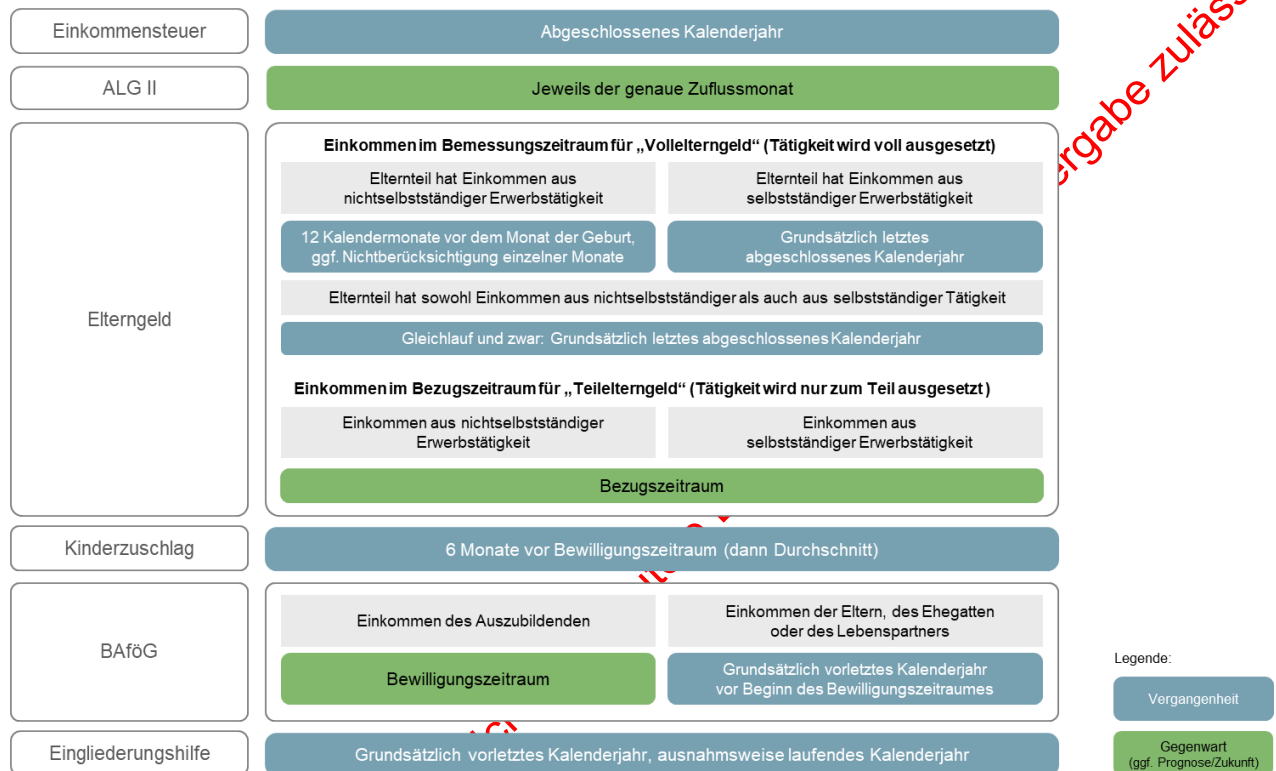 Einkommensteuer
Abgeschlossenes Kalenderjahr
ALG II
Jeweils der genaue Zuflussmonat
Elterngeld
Einkommen im Bemessungszeitraum für „Vollelterngeld“ (Tätigkeit wird voll ausgesetzt)
Elternteil hat Einkommen aus
nichtselbstständiger Erwerbstätigkeit
Elternteil hat Einkommen aus
selbstständiger Erwerbstätigkeit
12 Kalendermonate vor dem Monat der Geburt,
ggf. Nichtberücksichtigung einzelner Monate
Grundsätzlich letztes
abgeschlossenes Kalenderjahr
Elternteil hat sowohl Einkommen aus nichtselbstständiger als auch aus selbstständiger Tätigkeit
Gleichlauf und zwar: Grundsätzlich letztes abgeschlossenes Kalenderjahr
Einkommen im Bezugszeitraum für „Teilelterngeld“ (Tätigkeit wird nur zum Teil ausgesetzt)
Einkommen aus nichtselbstständiger
Erwerbstätigkeit
Einkommen aus
selbstständiger Erwerbstätigkeit
Bezugszeitraum
Kinderzuschlag
6 Monate vor Bewilligungszeitraum (dann Durchschnitt)
BAföG
Einkommen des Auszubildenden
Einkommen der Eltern, des Ehegatten
oder des Lebenspartners
Bewilligungszeitraum
Grundsätzlich vorletztes Kalenderjahr
vor Beginn des Bewilligungszeitraumes
Eingliederungshilfe
Grundsätzlich vorletztes Kalenderjahr, ausnahmsweise laufendes Kalenderjahr
Legende:
Vergangenheit
Gegenwart
(ggf. Prognose/Zukunft)